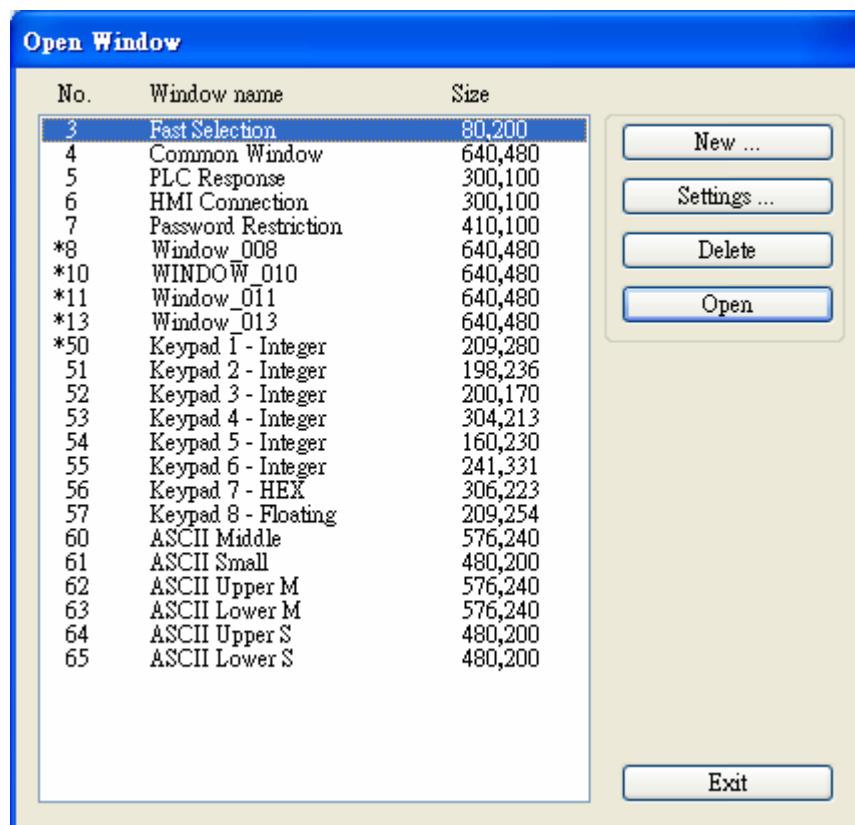 Open Window
No. Window name Size
3 Fast Selection 80,200
4 Common Window 640,480
5 PLC Response 300,100
6 HMI Connection 300,100
7 Password Restriction 410,100
*8 Window_008 640,480
*10 WINDOW_010 640,480
*11 Window_011 640,480
*13 Window_013 640,480
*50 Keypad 1 - Integer 209,280
51 Keypad 2 - Integer 198,236
52 Keypad 3 - Integer 200,170
53 Keypad 4 - Integer 304,213
54 Keypad 5 - Integer 160,230
55 Keypad 6 - Integer 241,331
56 Keypad 7 - HEX 306,223
57 Keypad 8 - Floating 209,254
60 ASCII Middle 576,240
61 ASCII Small 480,200
62 ASCII Upper M 576,240
63 ASCII Lower M 576,240
64 ASCII Upper S 480,200
65 ASCII Lower S 480,200
New ...
Settings ...
Delete
Open
Exit